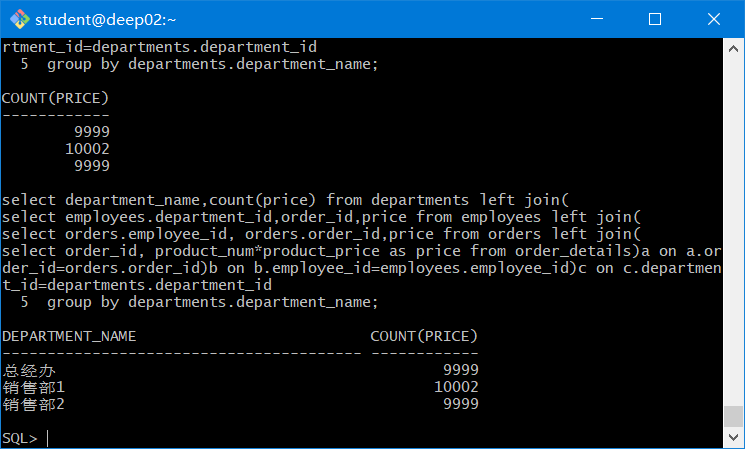 student@deep02:~
rtment_id=departments.department_id
  5  group by departments.department_name;
COUNT(PRICE)
------------
        9999
       10002
        9999
select department_name,count(price) from departments left join(
select employees.department_id,order_id,price from employees left join(
select orders.employee_id, orders.order_id,price from orders left join(
select order_id, product_num*product_price as price from order_details)a on a.or
der_id=orders.order_id)b on b.employee_id=employees.employee_id)c on c.departmen
t_id=departments.department_id
  5  group by departments.department_name;
DEPARTMENT_NAME                          COUNT(PRICE)
---------------------------------------- ------------
总经办                                           9999
销售部1                                         10002
销售部2                                          9999
SQL>